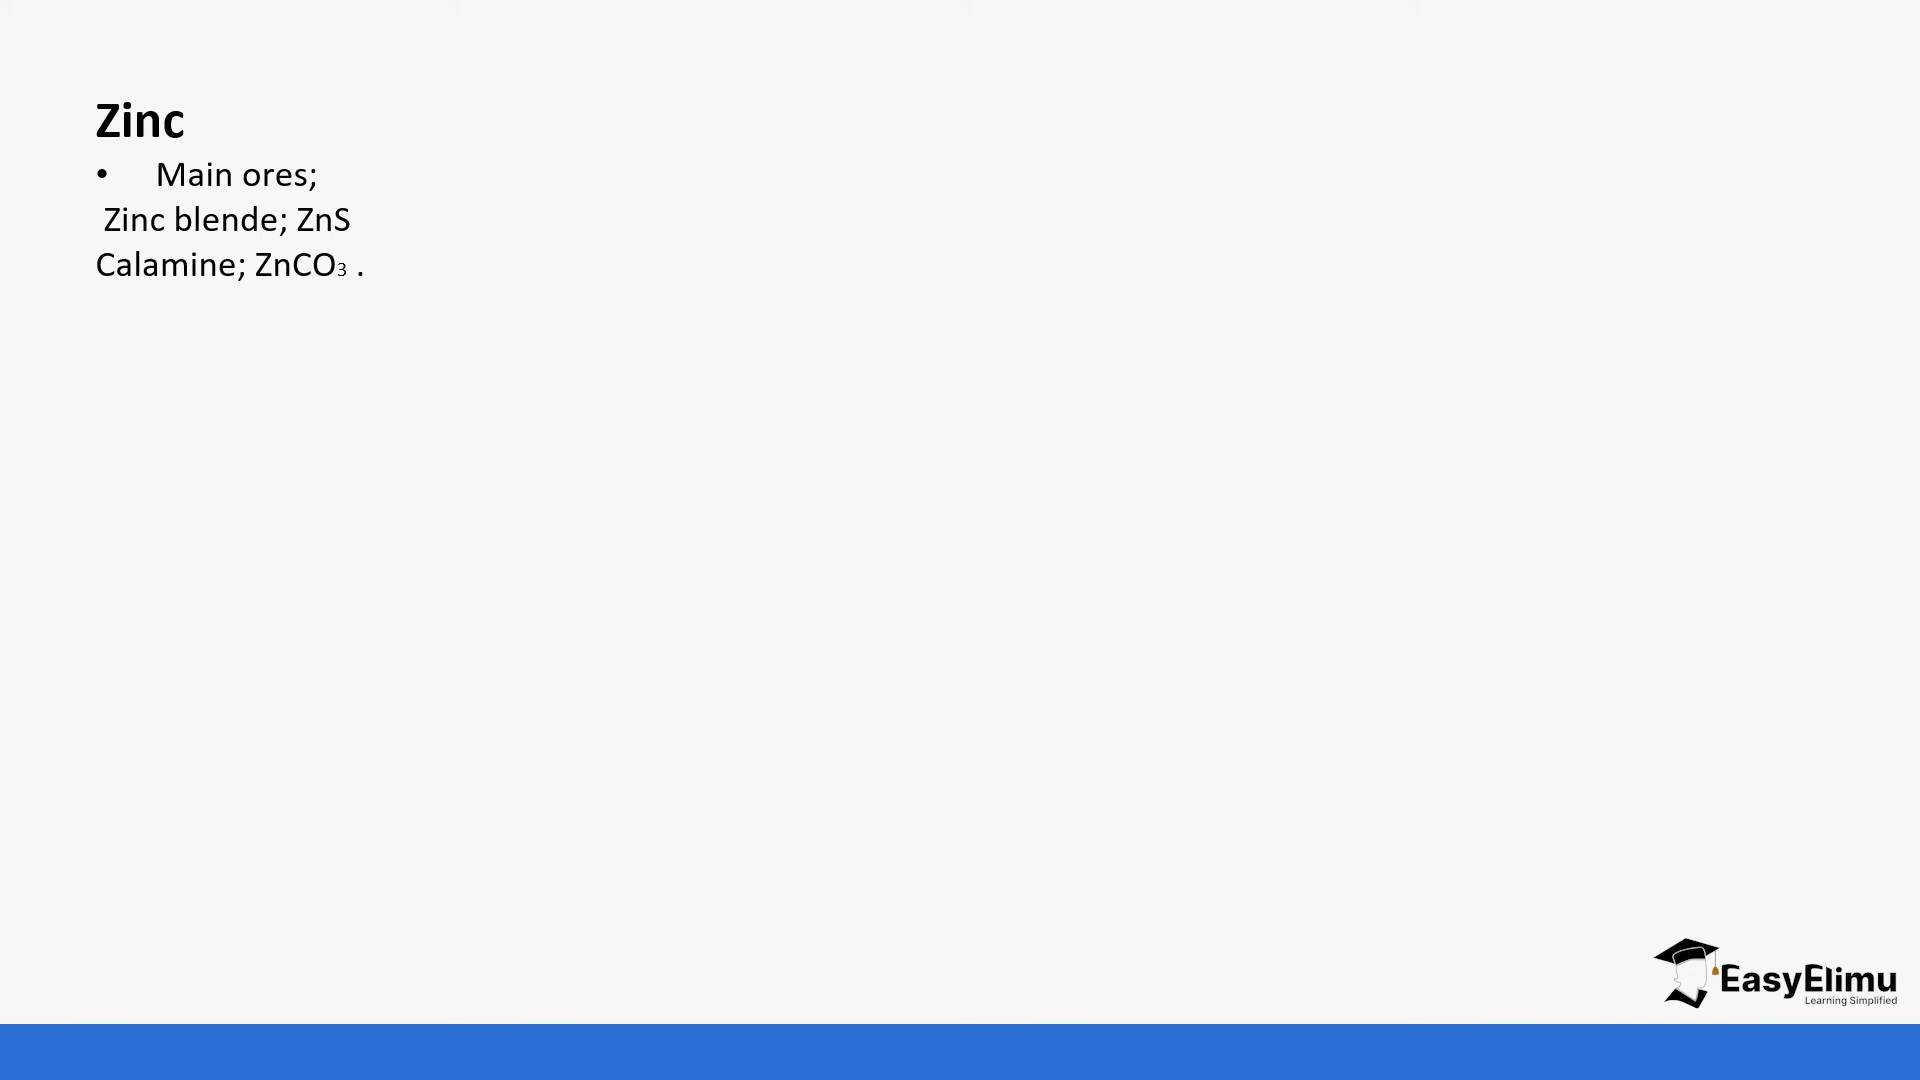 Zinc
• Main ores;
Zinc blende; ZnS
Calamine; ZnCO₃ .
EasyElimu
Learning Simplified